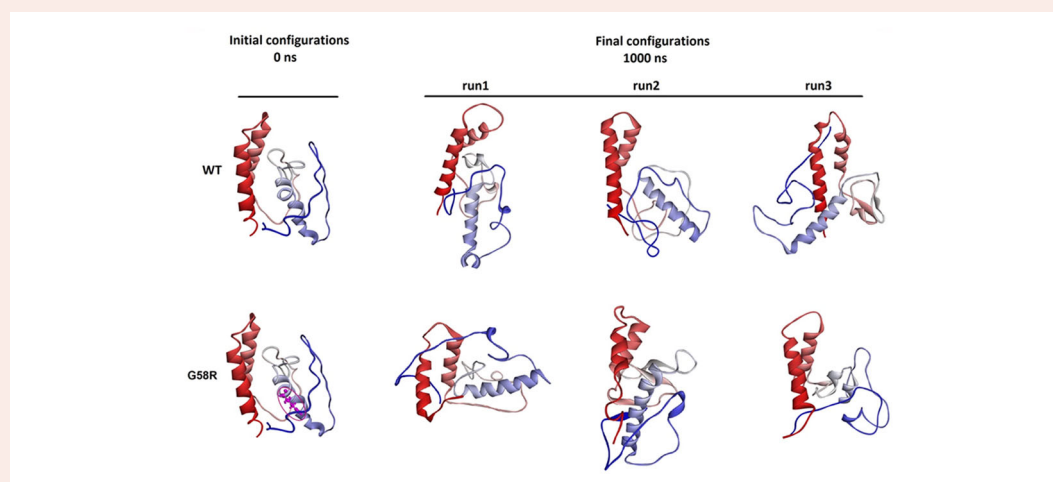 Initial configurations
0 ns
Final configurations
1000 ns
run1 run2 run3
WT
G58R